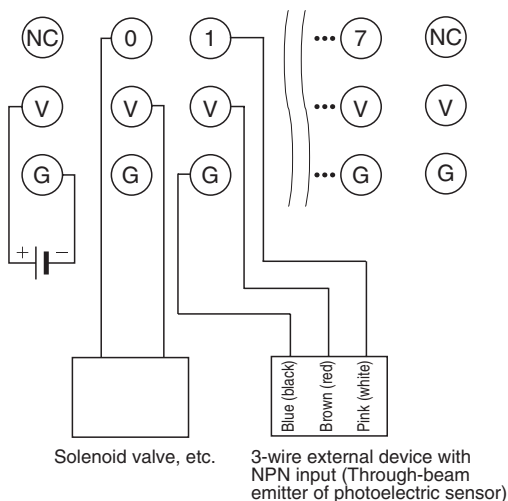 NC 0 1 ••• 7 NC
V V V ••• V V
G G G ••• G G
+ −
Blue (black)
Brown (red)
Pink (white)
Solenoid valve, etc.
3-wire external device with
NPN input (Through-beam
emitter of photoelectric sensor)